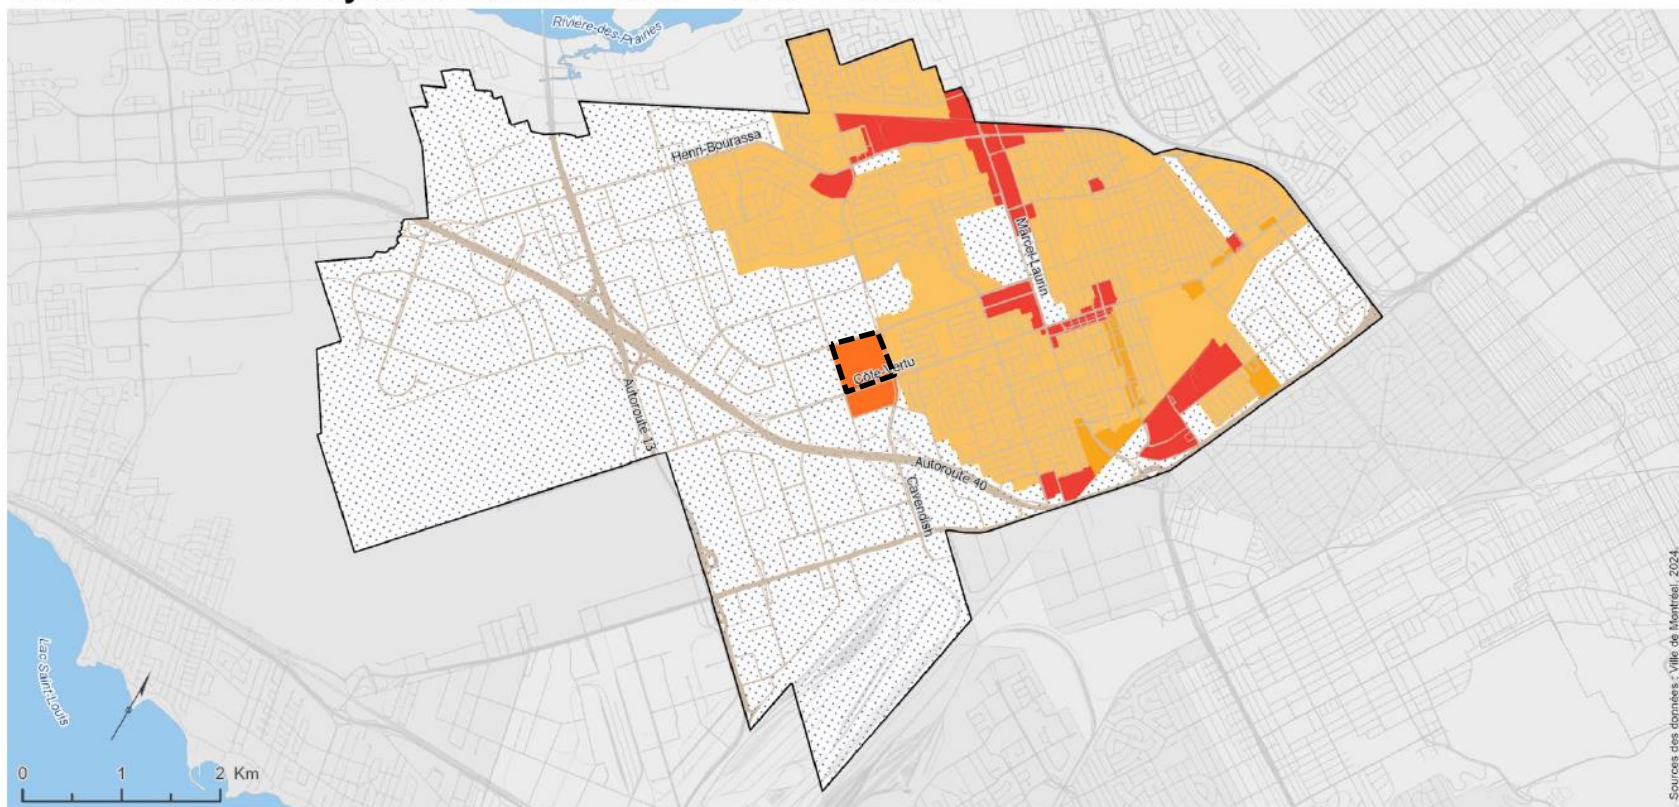 Rivière-des-Prairies
Henri-Bourassa
Marcel-Laurin
Côte-Vertu
Autoroute 13
Autoroute 40
Cavendish
Lac Saint-Louis
0 1 2 Km
Sources des données : Ville de Montréal, 2024.